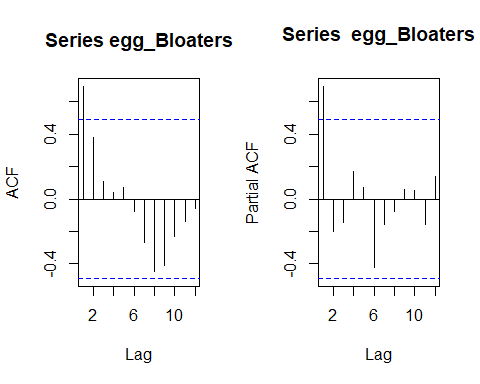 Series egg_Bloaters
ACF
0.4
0.0
-0.4
2 6 10
Lag
Series egg_Bloaters
Partial ACF
0.4
0.0
-0.4
2 6 10
Lag